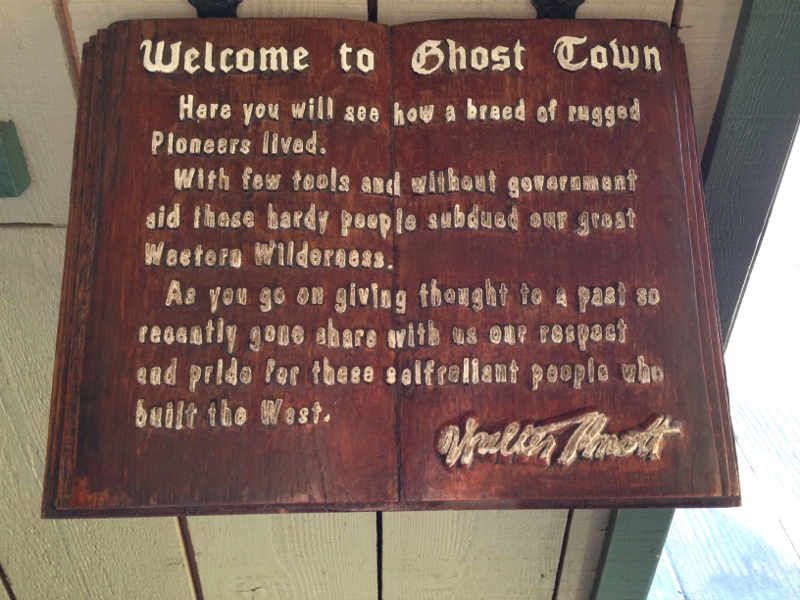 Welcome to Ghost Town
Here you will see how a breed of rugged
Pioneers lived.
With few tools and without government
aid these hardy people subdued our great
Western Wilderness.
As you go on giving thought to a past so
recently gone share with us our respect
and pride for these selfreliant people who
built the West.
Walter Knott